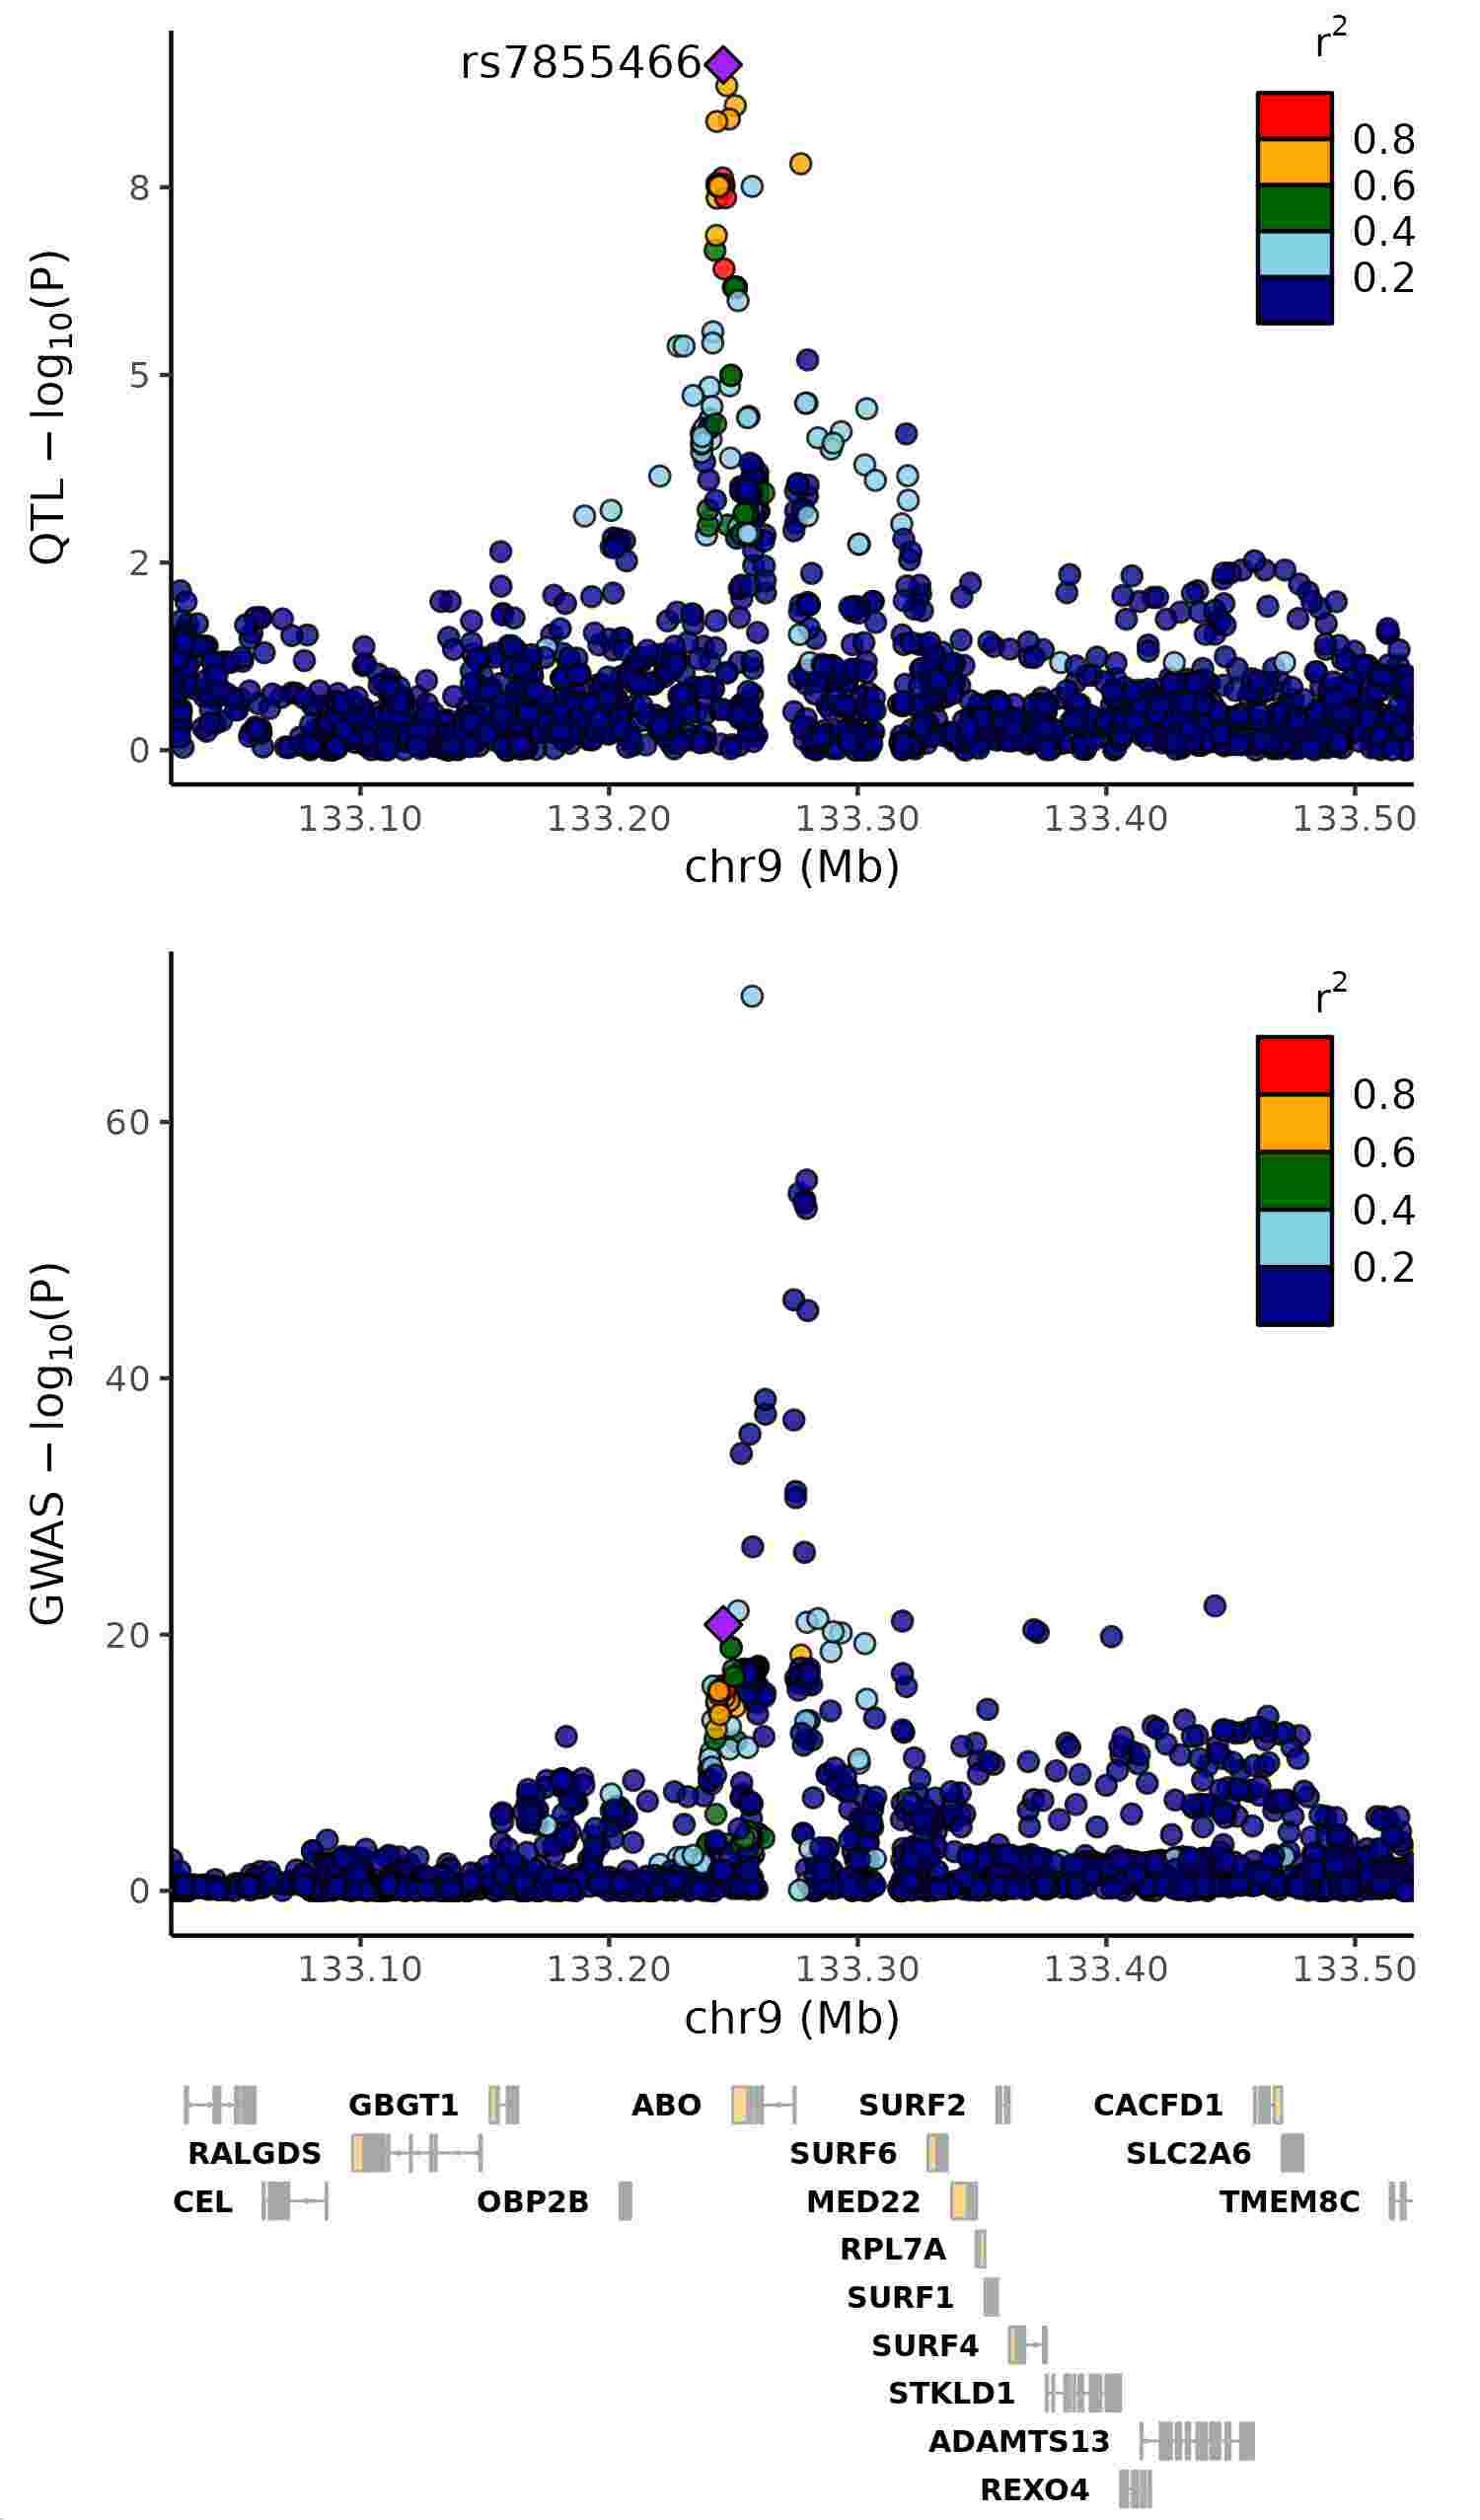 r2
rs7855466
0.8
0.6
0.4
0.2
8
5
2
0
QTL − log10(P)
133.10 133.20 133.30 133.40 133.50
chr9 (Mb)
r2
0.8
0.6
0.4
0.2
60
40
20
0
GWAS − log10(P)
133.10 133.20 133.30 133.40 133.50
chr9 (Mb)
GBGT1 ABO SURF2 CACFD1
RALGDS SURF6 SLC2A6
CEL OBP2B MED22 TMEM8C
RPL7A
SURF1
SURF4
STKLD1
ADAMTS13
REXO4